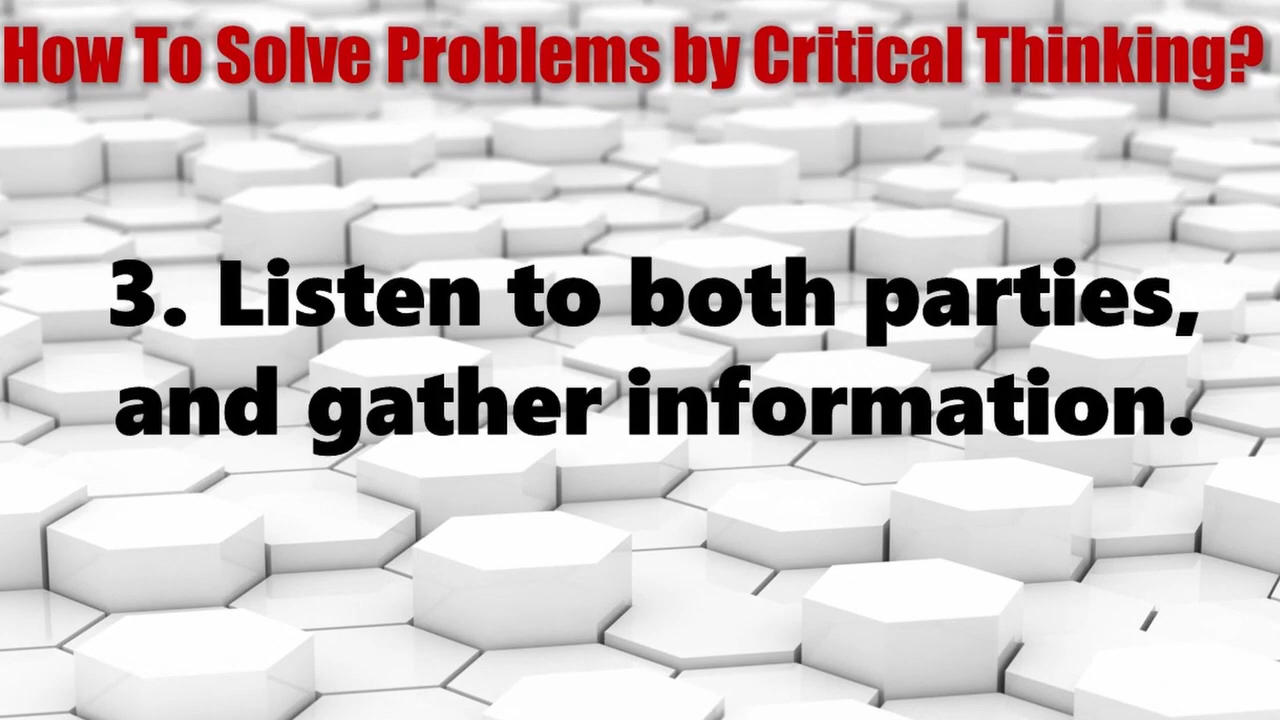 How To Solve Problems by Critical Thinking?
3. Listen to both parties,
and gather information.